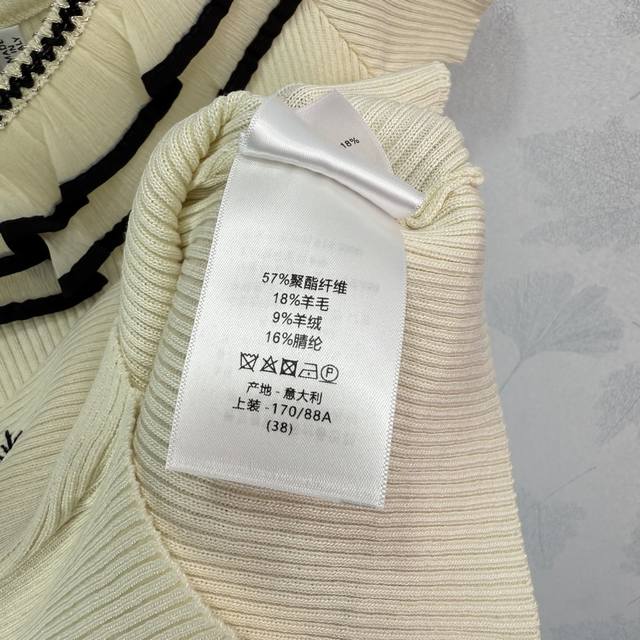 18%
57%聚酯纤维
18%羊毛
9%羊绒
16%腈纶
产地 - 意大利
上装 - 170/88A
(38)